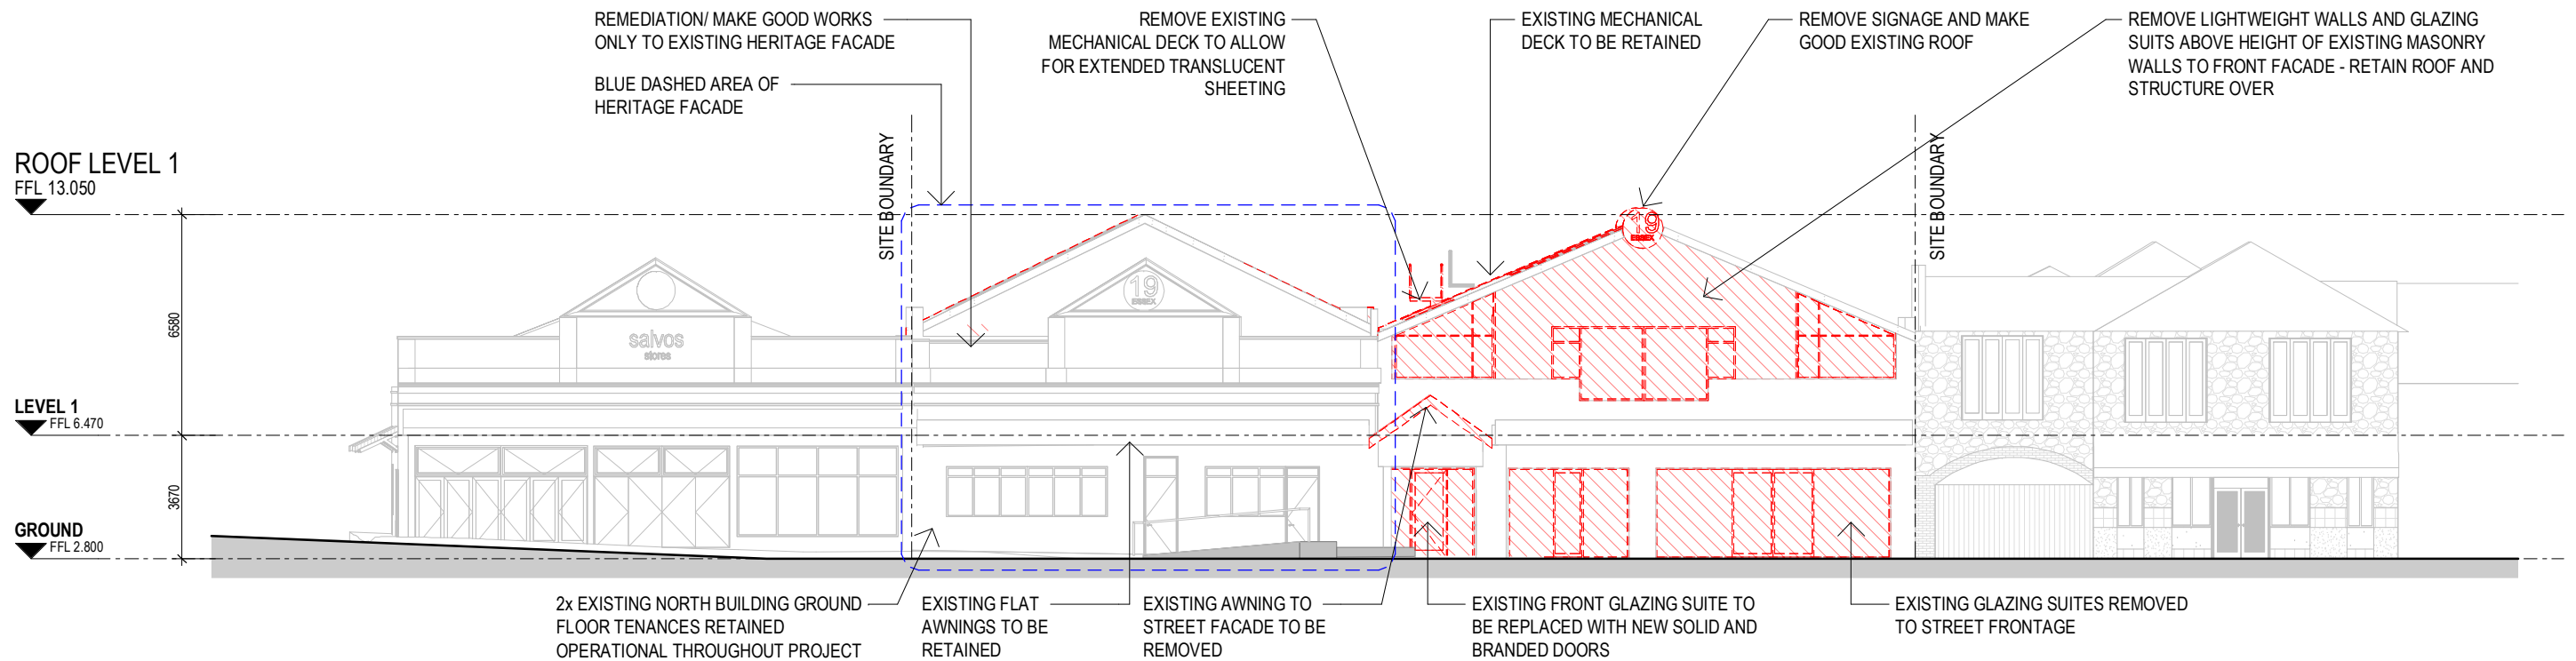 REMEDIATION/ MAKE GOOD WORKS
ONLY TO EXISTING HERITAGE FACADE
BLUE DASHED AREA OF
HERITAGE FACADE
REMOVE EXISTING
MECHANICAL DECK TO ALLOW
FOR EXTENDED TRANSLUCENT
SHEETING
EXISTING MECHANICAL
DECK TO BE RETAINED
REMOVE SIGNAGE AND MAKE
GOOD EXISTING ROOF
REMOVE LIGHTWEIGHT WALLS AND GLAZING
SUITS ABOVE HEIGHT OF EXISTING MASONRY
WALLS TO FRONT FACADE - RETAIN ROOF AND
STRUCTURE OVER
SITE BOUNDARY
SITE BOUNDARY
ROOF LEVEL 1
FFL 13.050
19
ESSEX
19
ESSEX
salvos
stores
6580
LEVEL 1
FFL 6.470
3670
GROUND
FFL 2.800
2x EXISTING NORTH BUILDING GROUND
FLOOR TENANCES RETAINED
OPERATIONAL THROUGHOUT PROJECT
EXISTING FLAT
AWNINGS TO BE
RETAINED
EXISTING AWNING TO
STREET FACADE TO BE
REMOVED
EXISTING FRONT GLAZING SUITE TO
BE REPLACED WITH NEW SOLID AND
BRANDED DOORS
EXISTING GLAZING SUITES REMOVED
TO STREET FRONTAGE